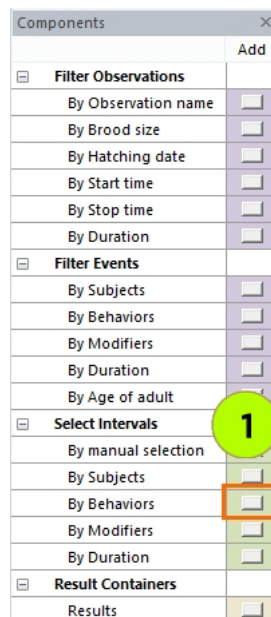 Components
Add
Filter Observations
By Observation name
By Brood size
By Hatching date
By Start time
By Stop time
By Duration
Filter Events
By Subjects
By Behaviors
By Modifiers
By Duration
By Age of adult
Select Intervals
1
By manual selection
By Subjects
By Behaviors
By Modifiers
By Duration
Result Containers
Results